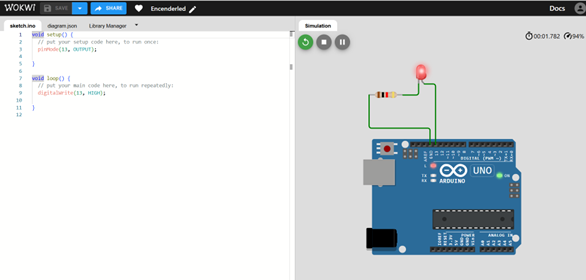 WOKWI SAVE SHARE Encenderled Docs
sketch.ino diagram.json Library Manager Simulation
1 void setup() {
2 // put your setup code here, to run once:
3 pinMode(13, OUTPUT);
4
5 }
6
7 void loop() {
8 // put your main code here, to run repeatedly:
9 digitalWrite(13, HIGH);
10
11 }
12
00:01.782 94%
DIGITAL (PWM ~)
UNO
TX
RX
ON
ARDUINO
POWER
ANALOG IN